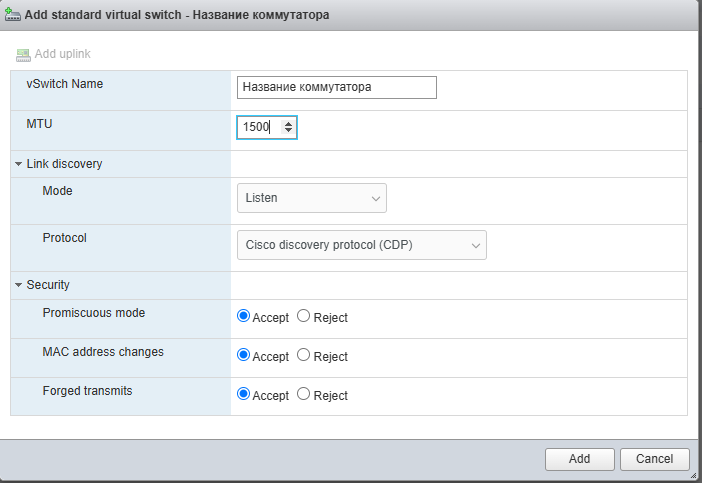 Add standard virtual switch - Название коммутатора
Add uplink
vSwitch Name
Название коммутатора
MTU
1500
Link discovery
Mode
Listen
Protocol
Cisco discovery protocol (CDP)
Security
Promiscuous mode
Accept Reject
MAC address changes
Accept Reject
Forged transmits
Accept Reject
Add Cancel